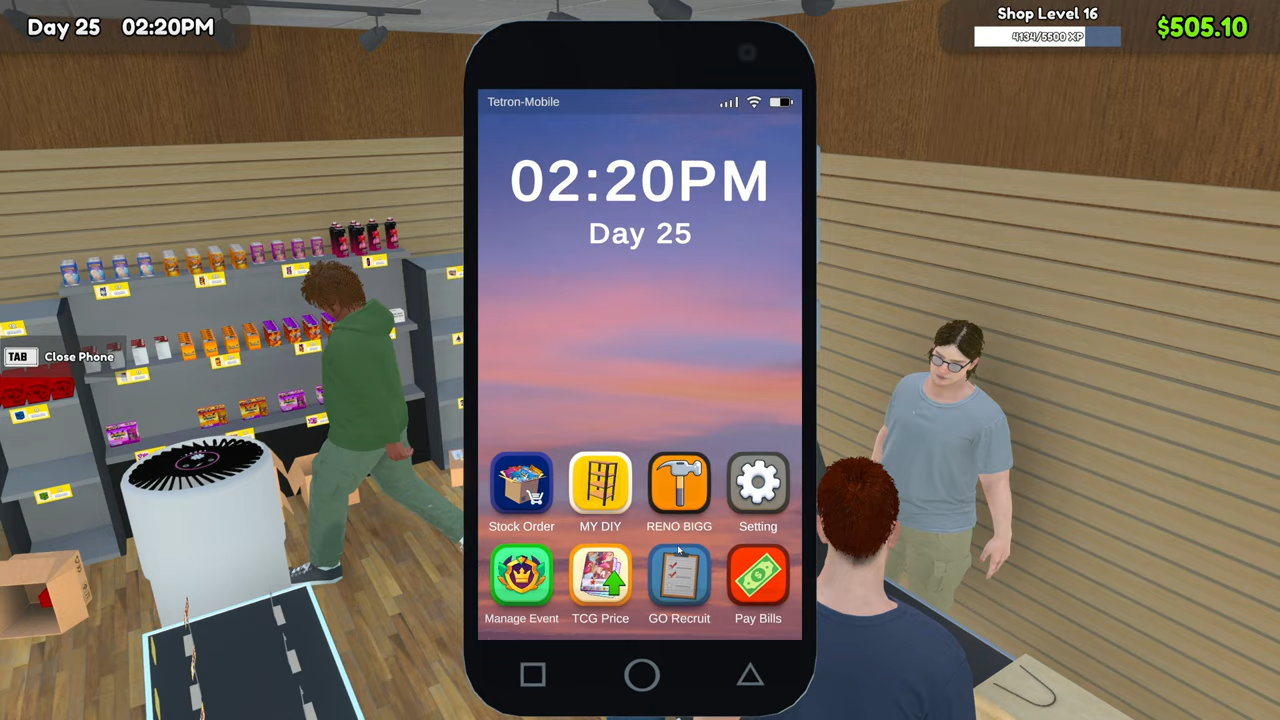 Day 25 02:20PM
Shop Level 16
4134/5500 XP
$505.10
Tetron-Mobile
02:20PM
Day 25
TAB Close Phone
Stock Order
MY DIY
RENO BIGG
Setting
Manage Event
TCG Price
GO Recruit
Pay Bills